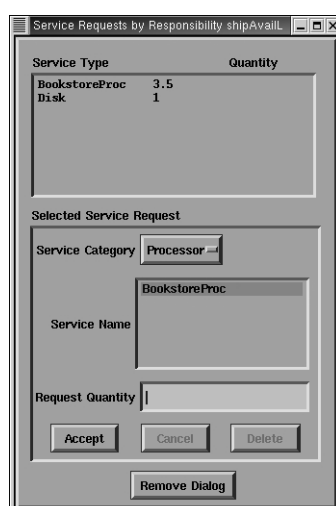 Service Requests by Responsibility shipAvailL
Service Type Quantity
BookstoreProc 3.5
Disk 1
Selected Service Request
Service Category Processor
BookstoreProc
Service Name
Request Quantity
Accept Cancel Delete
Remove Dialog